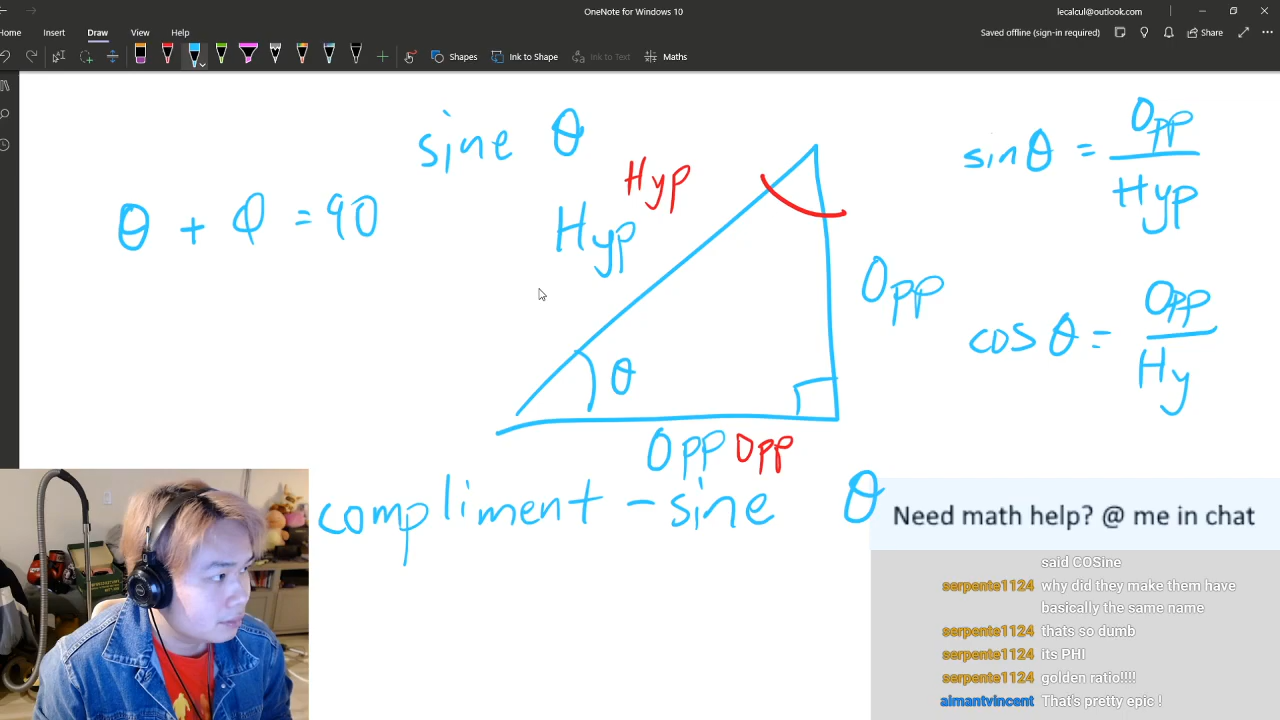 OneNote for Windows 10
lecalcul@outlook.com
Home Insert Draw View Help
Saved offline (sign-in required)
Share
Shapes
Ink to Shape
Ink to Text
Maths
sine θ
Hyp
Hyp
θ + Φ = 90
sinθ = Opp
Hyp
Opp
cos θ = Opp
Hy
θ
Opp Opp
compliment - sine θ
Need math help? @ me in chat
said COSine
serpente1124 why did they make them have
basically the same name
serpente1124 thats so dumb
serpente1124 its PHI
serpente1124 golden ratio!!!!
aimantvincent That's pretty epic !